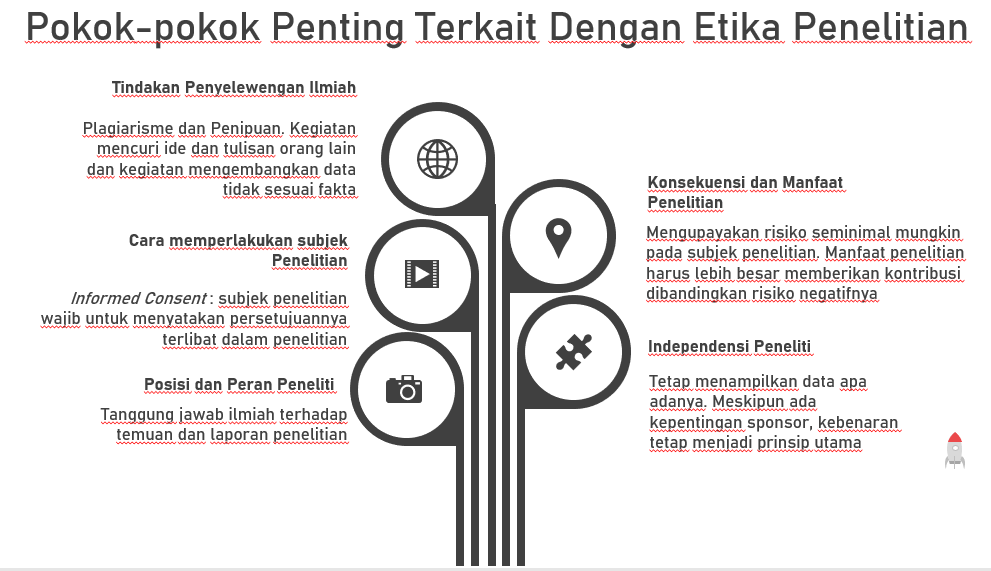 Pokok-pokok Penting Terkait Dengan Etika Penelitian
Tindakan Penyelewengan Ilmiah
Plagiarisme dan Penipuan. Kegiatan
mencuri ide dan tulisan orang lain
dan kegiatan mengembangkan data
tidak sesuai fakta
Cara memperlakukan subjek
Penelitian
Informed Consent : subjek penelitian
wajib untuk menyatakan persetujuannya
terlibat dalam penelitian
Posisi dan Peran Peneliti
Tanggung jawab ilmiah terhadap
temuan dan laporan penelitian
Konsekuensi dan Manfaat
Penelitian
Mengupayakan risiko seminimal mungkin
pada subjek penelitian. Manfaat penelitian
harus lebih besar memberikan kontribusi
dibandingkan risiko negatifnya
Independensi Peneliti
Tetap menampilkan data apa
adanya. Meskipun ada
kepentingan sponsor, kebenaran
tetap menjadi prinsip utama